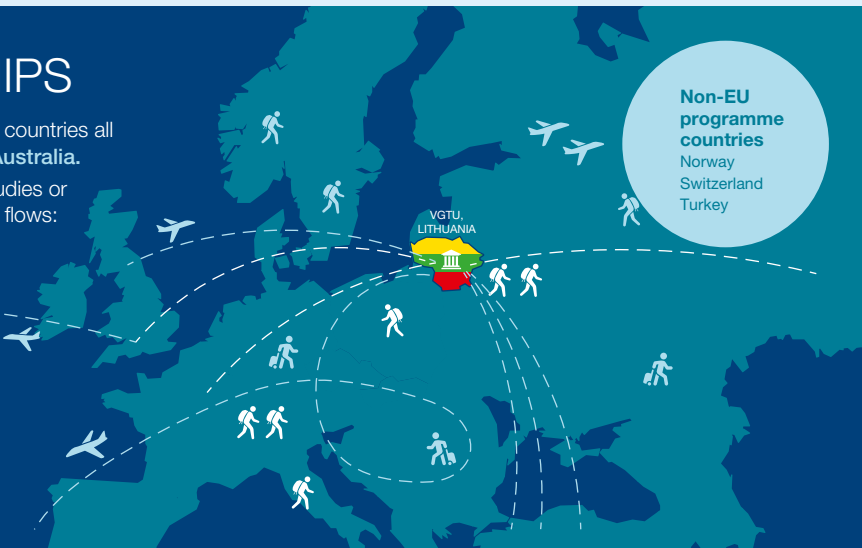 IPS
countries all
Australia.
udies or
flows:
VGTU,
LITHUANIA
Non-EU
programme
countries
Norway
Switzerland
Turkey